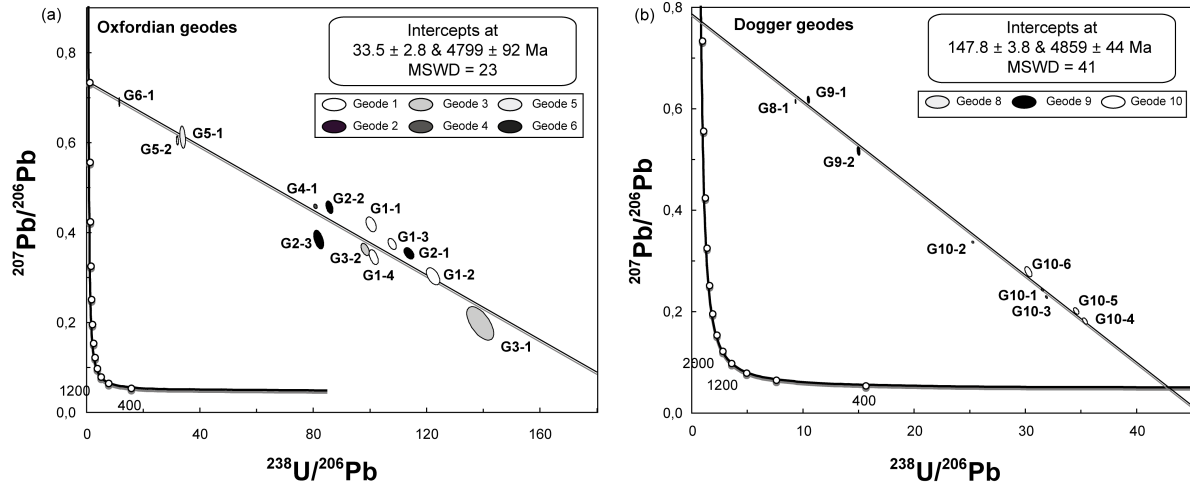 (a)
Oxfordian geodes
Intercepts at
33.5 ± 2.8 & 4799 ± 92 Ma
MSWD = 23
Geode 1
Geode 3
Geode 5
Geode 2
Geode 4
Geode 6
0,8
0,6
0,4
0,2
0,0
²⁰⁷Pb/²⁰⁶Pb
G6-1
G5-1
G5-2
G4-1
G2-2
G1-1
G1-3
G2-3
G2-1
G3-2
G1-4
G1-2
G3-1
1200
400
0
40
80
120
160
²³⁸U/²⁰⁶Pb
(b)
Dogger geodes
Intercepts at
147.8 ± 3.8 & 4859 ± 44 Ma
MSWD = 41
Geode 8
Geode 9
Geode 10
0,8
0,6
0,4
0,2
0,0
²⁰⁷Pb/²⁰⁶Pb
G9-1
G8-1
G9-2
G10-2
G10-6
G10-1
G10-5
G10-3
G10-4
2900
1200
400
0
10
20
30
40
²³⁸U/²⁰⁶Pb